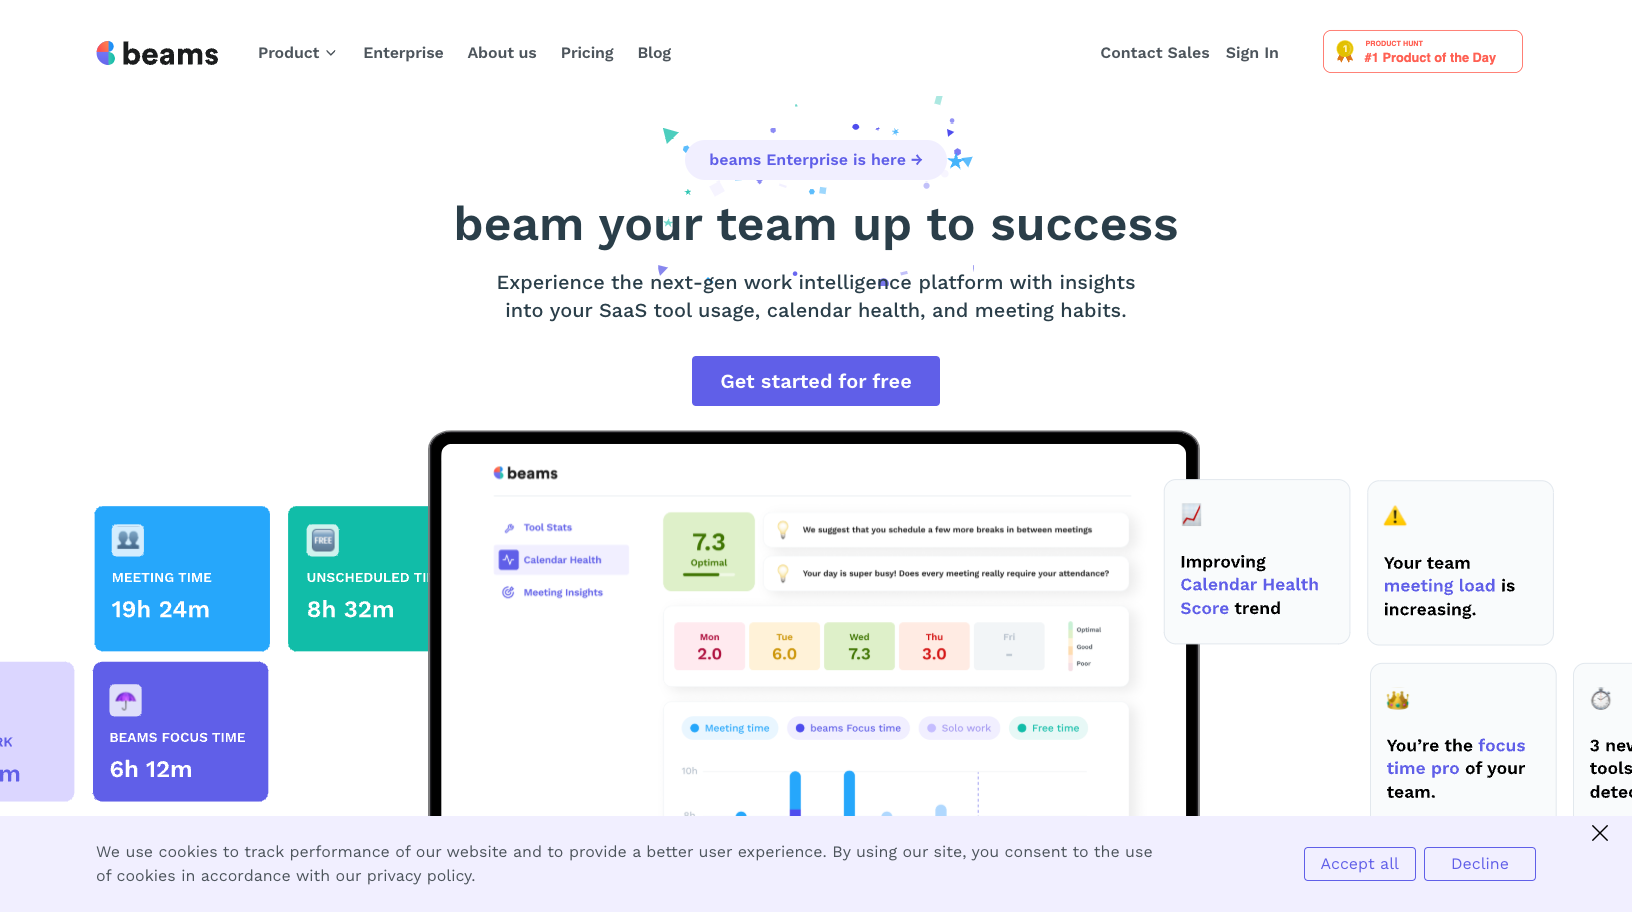 beams
Product
Enterprise
About us
Pricing
Blog
Contact Sales
Sign In
1
PRODUCT HUNT
#1 Product of the Day
beams Enterprise is here →
beam your team up to success
Experience the next-gen work intelligence platform with insights
into your SaaS tool usage, calendar health, and meeting habits.
Get started for free
MEETING TIME
19h 24m
FREE
UNSCHEDULED TI
8h 32m
RK
m
BEAMS FOCUS TIME
6h 12m
beams
Tool Stats
Calendar Health
Meeting Insights
7.3
Optimal
We suggest that you schedule a few more breaks in between meetings
Your day is super busy! Does every meeting really require your attendance?
Mon
2.0
Tue
6.0
Wed
7.3
Thu
3.0
Fri
-
Optimal
Good
Poor
Meeting time
beams Focus time
Solo work
Free time
10h
8h
Improving
Calendar Health
Score trend
Your team
meeting load is
increasing.
You’re the focus
time pro of your
team.
3 new
tools
detec
We use cookies to track performance of our website and to provide a better user experience. By using our site, you consent to the use
of cookies in accordance with our privacy policy.
Accept all
Decline